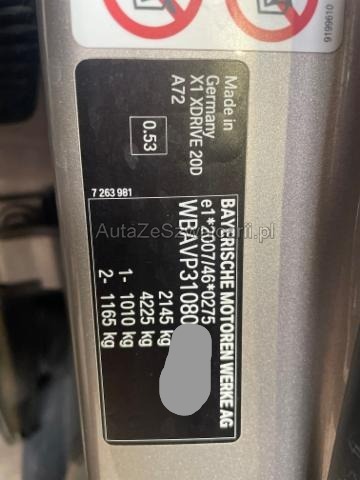 BAYERISCHE MOTOREN WERKE AG
e1*2007/46*0275
WBAVP31080
2145 kg
4225 kg
1- 1010 kg
2- 1165 kg
Made in
Germany
X1 XDRIVE 20D
A72
0.53
7 263 981
9199610
AutaZeSzwajcarii.pl